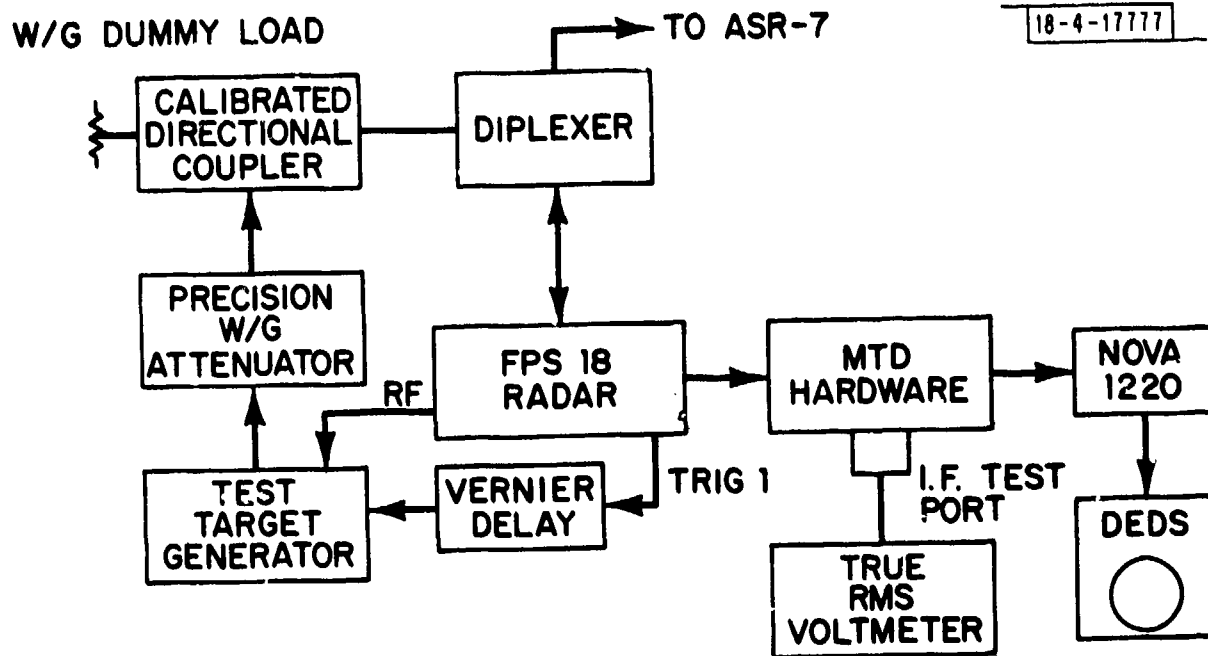 W/G DUMMY LOAD
TO ASR-7
18-4-17777
CALIBRATED
DIRECTIONAL
COUPLER
DIPLEXER
PRECISION
W/G
ATTENUATOR
RF
FPS 18
RADAR
MTD
HARDWARE
NOVA
1220
TEST
TARGET
GENERATOR
VERNIER
DELAY
TRIG 1
I.F. TEST
PORT
TRUE
RMS
VOLTMETER
DEDS